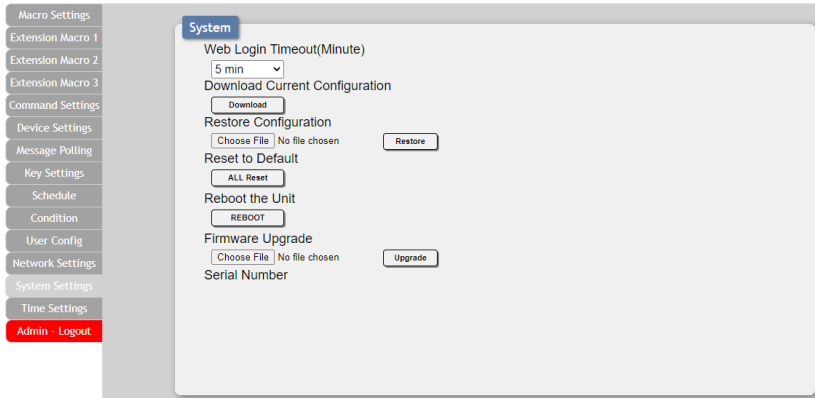 Macro Settings
Extension Macro 1
Extension Macro 2
Extension Macro 3
Command Settings
Device Settings
Message Polling
Key Settings
Schedule
Condition
User Config
Network Settings
System Settings
Time Settings
Admin - Logout
System
Web Login Timeout(Minute)
5 min
Download Current Configuration
Download
Restore Configuration
Choose File No file chosen Restore
Reset to Default
ALL Reset
Reboot the Unit
REBOOT
Firmware Upgrade
Choose File No file chosen Upgrade
Serial Number